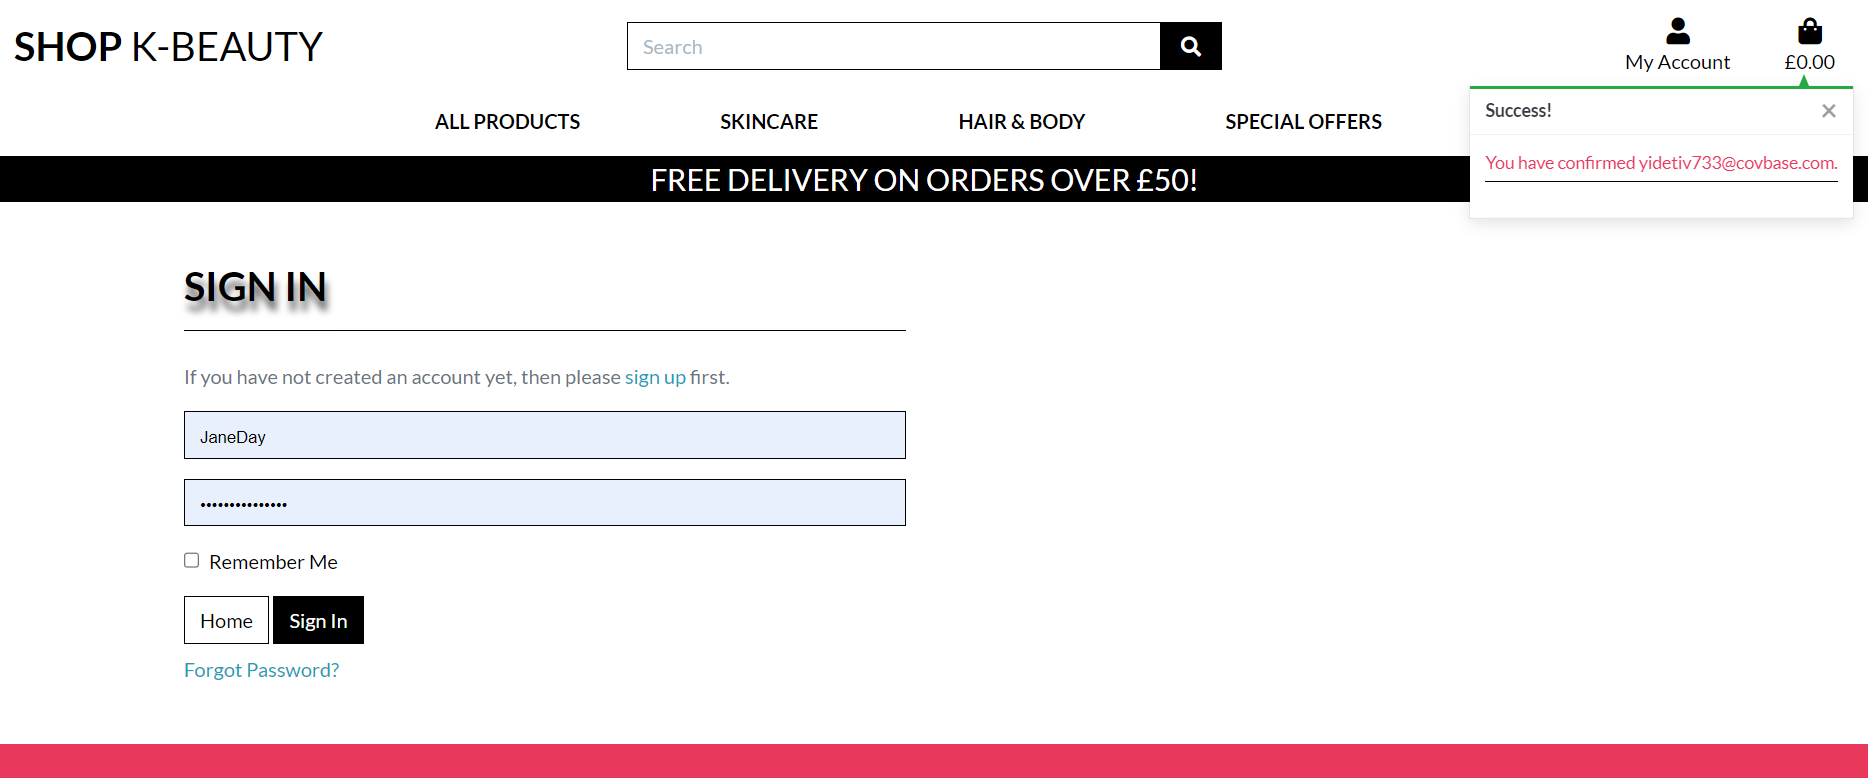 SHOP K-BEAUTY
Search
My Account
£0.00
Success!
You have confirmed yidetiv733@covbase.com.
ALL PRODUCTS
SKINCARE
HAIR & BODY
SPECIAL OFFERS
FREE DELIVERY ON ORDERS OVER £50!
SIGN IN
If you have not created an account yet, then please sign up first.
JaneDay
Remember Me
Home
Sign In
Forgot Password?